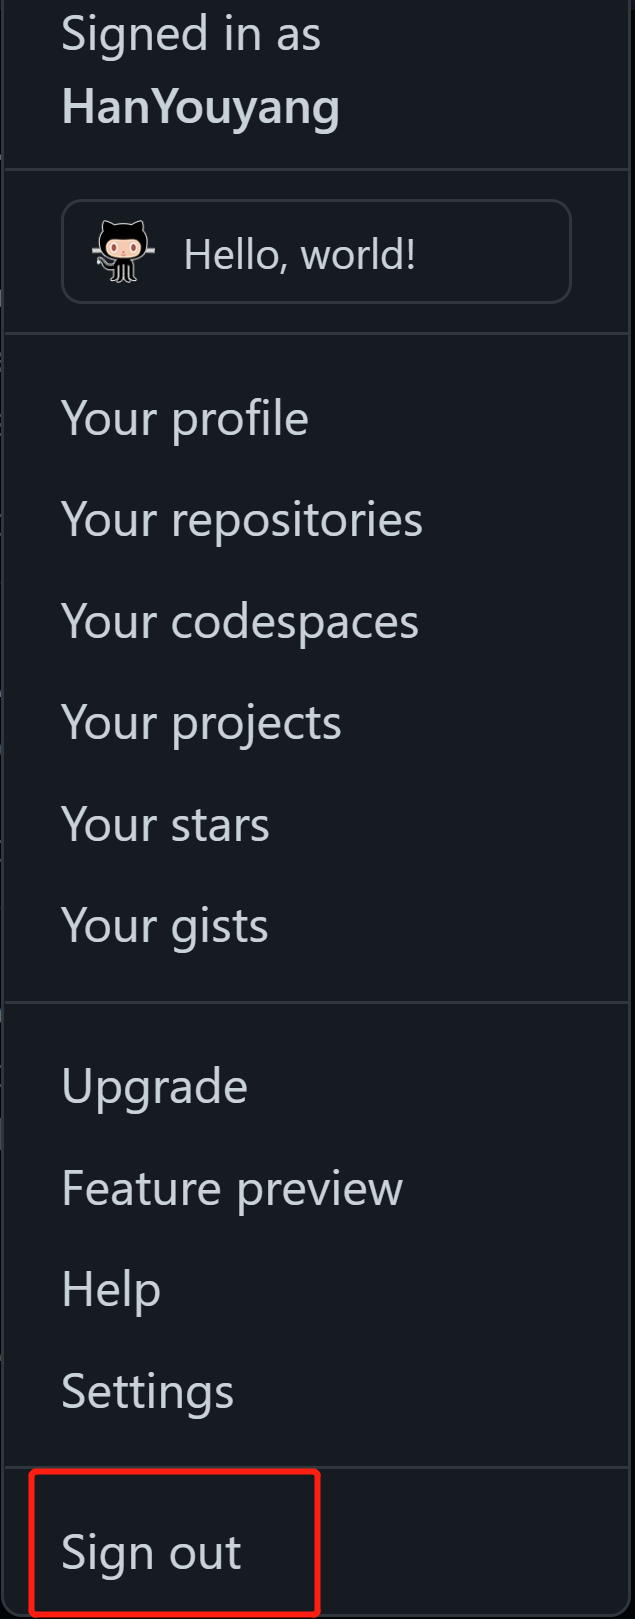 Signed in as
HanYouyang
Hello, world!
Your profile
Your repositories
Your codespaces
Your projects
Your stars
Your gists
Upgrade
Feature preview
Help
Settings
Sign out